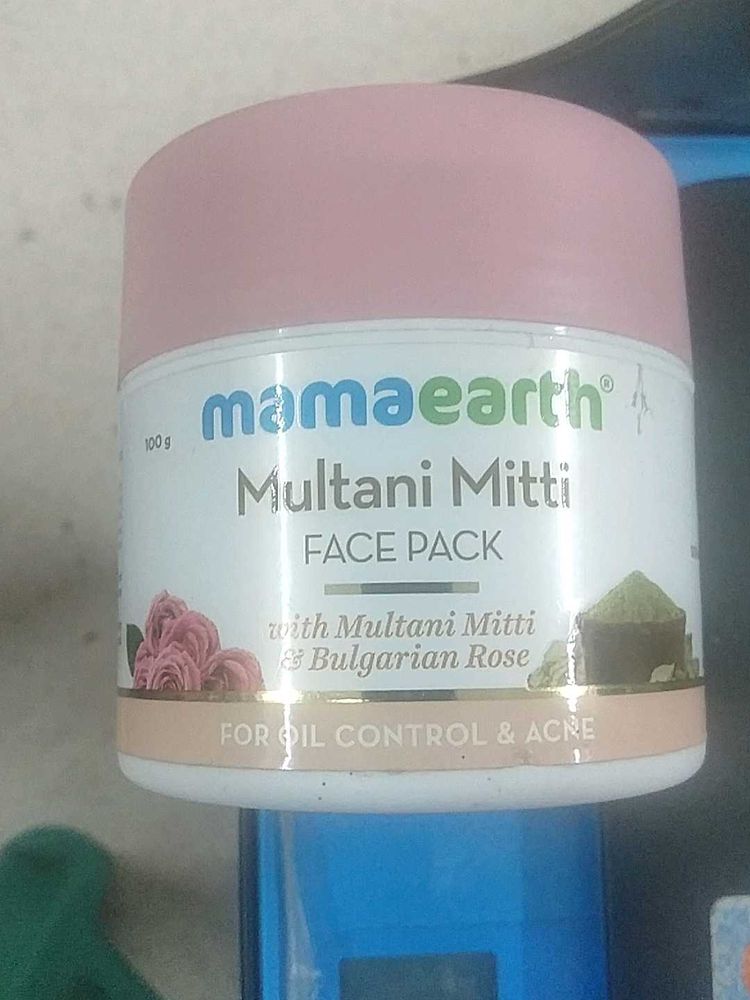 mamaearth®
100 g
Multani Mitti
FACE PACK
with Multani Mitti
& Bulgarian Rose
FOR OIL CONTROL & ACNE